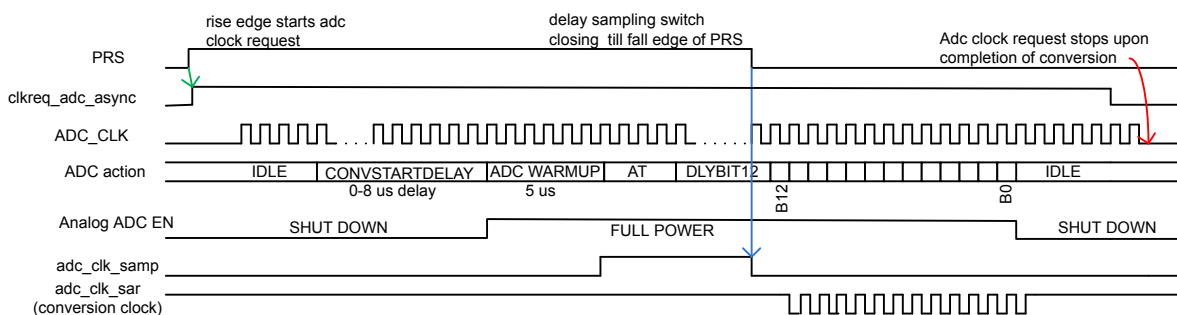 rise edge starts adc
clock request
delay sampling switch
closing till fall edge of PRS
Adc clock request stops upon
completion of conversion
PRS
clkreq_adc_async
ADC_CLK
ADC action
IDLE
CONVSTARTDELAY
ADC WARMUP
AT
DLYBIT12
IDLE
0-8 us delay
5 us
B12
B0
Analog ADC EN
SHUT DOWN
FULL POWER
SHUT DOWN
adc_clk_samp
adc_clk_sar
(conversion clock)